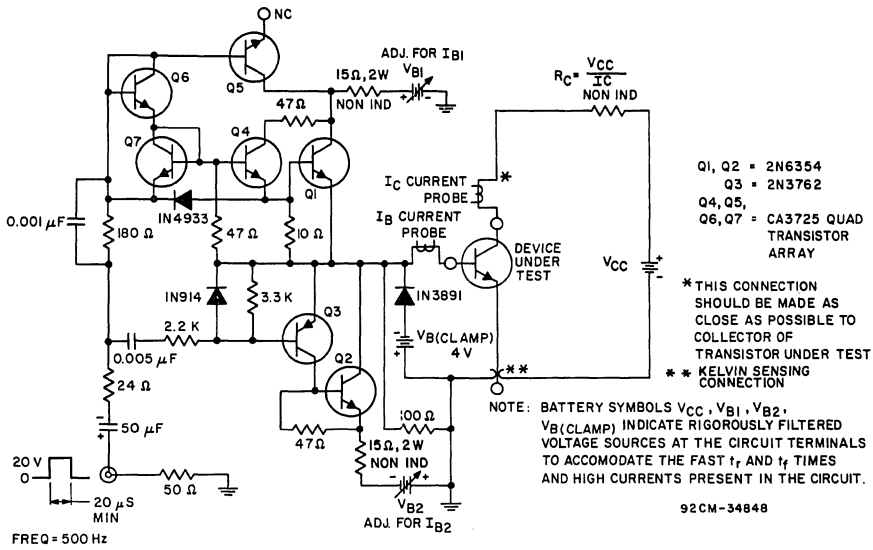 NC
Q6
Q5
ADJ. FOR IB1
VB1
15Ω, 2W
NON IND
+ -
RC = VCC
IC
NON IND
47Ω
Q7
Q4
Q1
IC CURRENT
PROBE
*
Q1, Q2 = 2N6354
Q3 = 2N3762
Q4, Q5,
Q6, Q7 = CA3725 QUAD
TRANSISTOR
ARRAY
0.001 µF
180 Ω
IN4933
47Ω
10 Ω
IB CURRENT
PROBE
DEVICE
UNDER
TEST
VCC
+
-
IN914
3.3 K
Q3
IN3891
* THIS CONNECTION
SHOULD BE MADE AS
CLOSE AS POSSIBLE TO
COLLECTOR OF
TRANSISTOR UNDER TEST
** KELVIN SENSING
CONNECTION
2.2 K
0.005 µF
Q2
-
+
VB(CLAMP)
4 V
**
24 Ω
-
+
50 µF
47Ω
100Ω
15Ω, 2W
NON IND
NOTE: BATTERY SYMBOLS VCC, VB1, VB2,
VB(CLAMP) INDICATE RIGOROUSLY FILTERED
VOLTAGE SOURCES AT THE CIRCUIT TERMINALS
TO ACCOMODATE THE FAST tr AND tf TIMES
AND HIGH CURRENTS PRESENT IN THE CIRCUIT.
20 V
0
20 µS
MIN
50 Ω
- +
VB2
ADJ. FOR IB2
92CM-34848
FREQ = 500 Hz